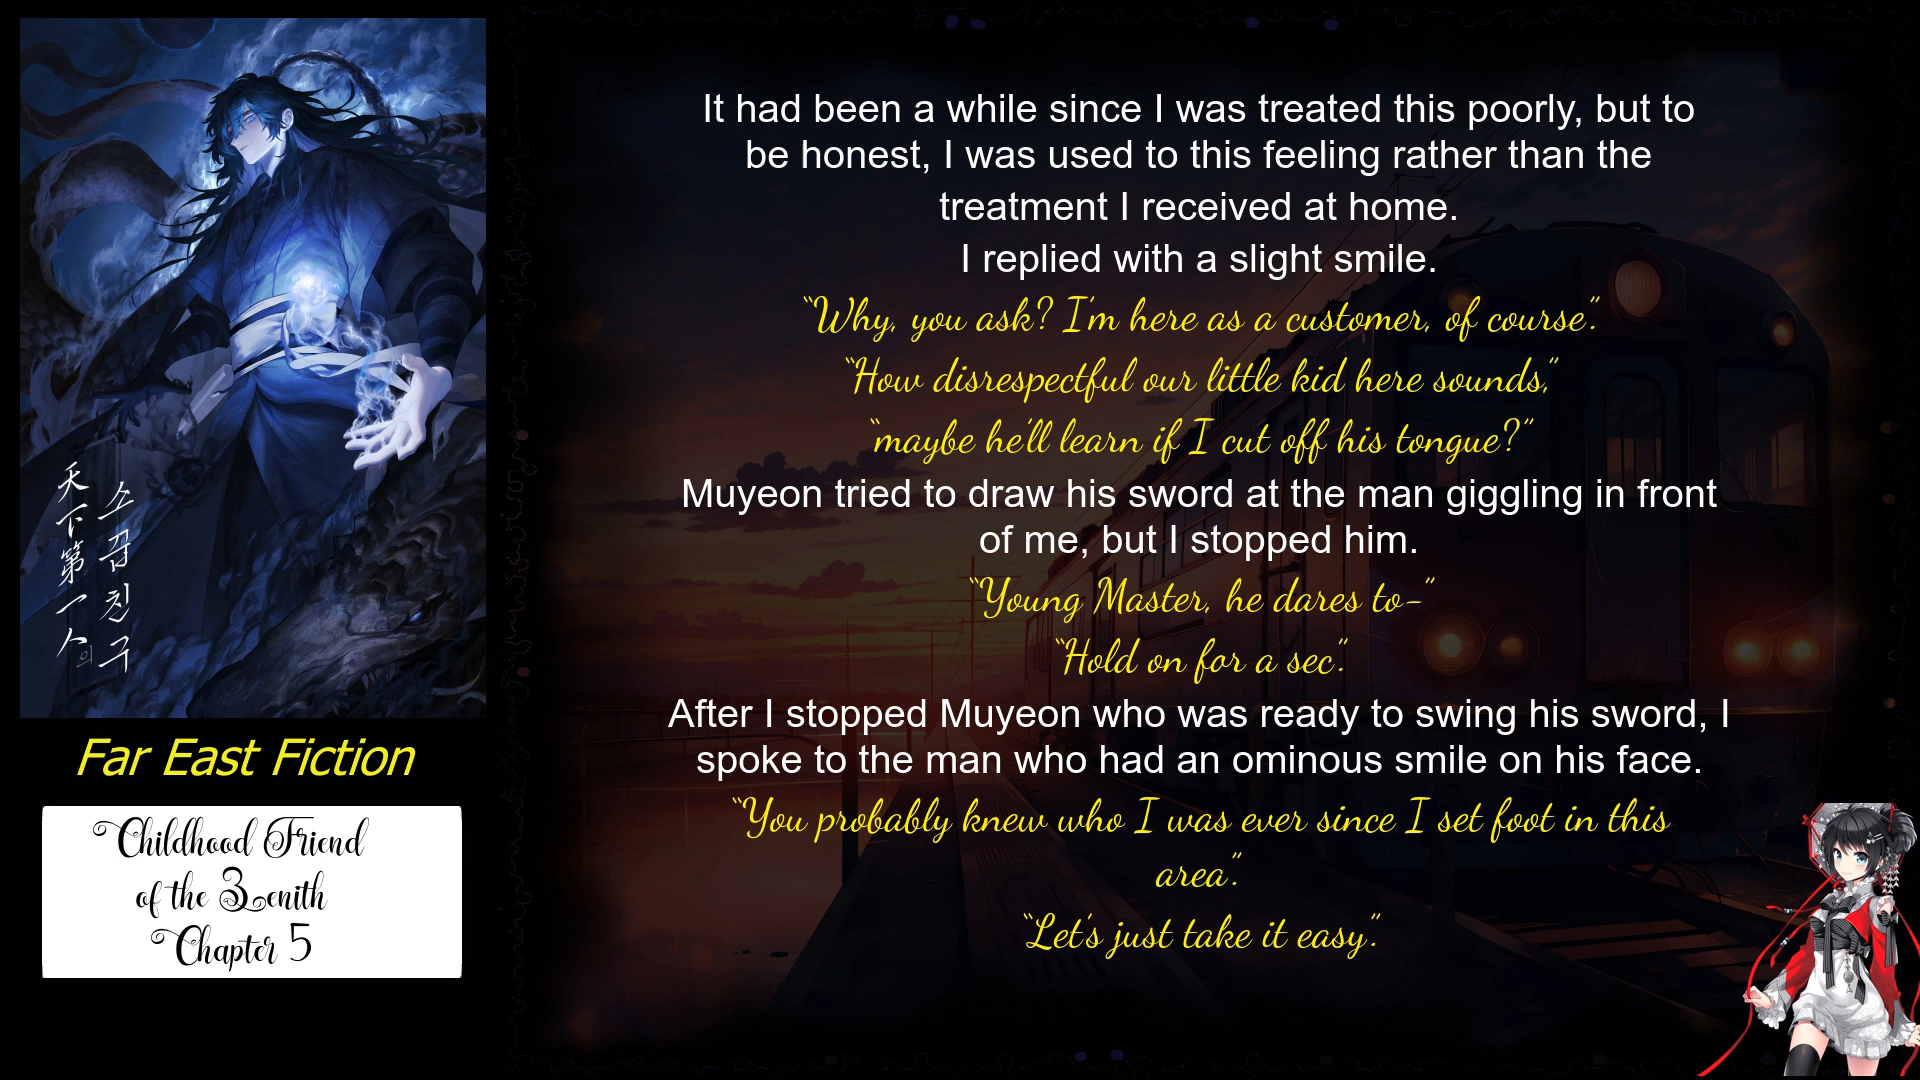 天下第一人의
소꿉친구
Far East Fiction
Childhood Friend
of the Zenith
Chapter 5
It had been a while since I was treated this poorly, but to
be honest, I was used to this feeling rather than the
treatment I received at home.
I replied with a slight smile.
“Why, you ask? I’m here as a customer, of course.”
“How disrespectful our little kid here sounds,”
“maybe he’ll learn if I cut off his tongue?”
Muyeon tried to draw his sword at the man giggling in front
of me, but I stopped him.
“Young Master, he dares to–”
“Hold on for a sec.”
After I stopped Muyeon who was ready to swing his sword, I
spoke to the man who had an ominous smile on his face.
“You probably knew who I was ever since I set foot in this
area.”
“Let’s just take it easy.”